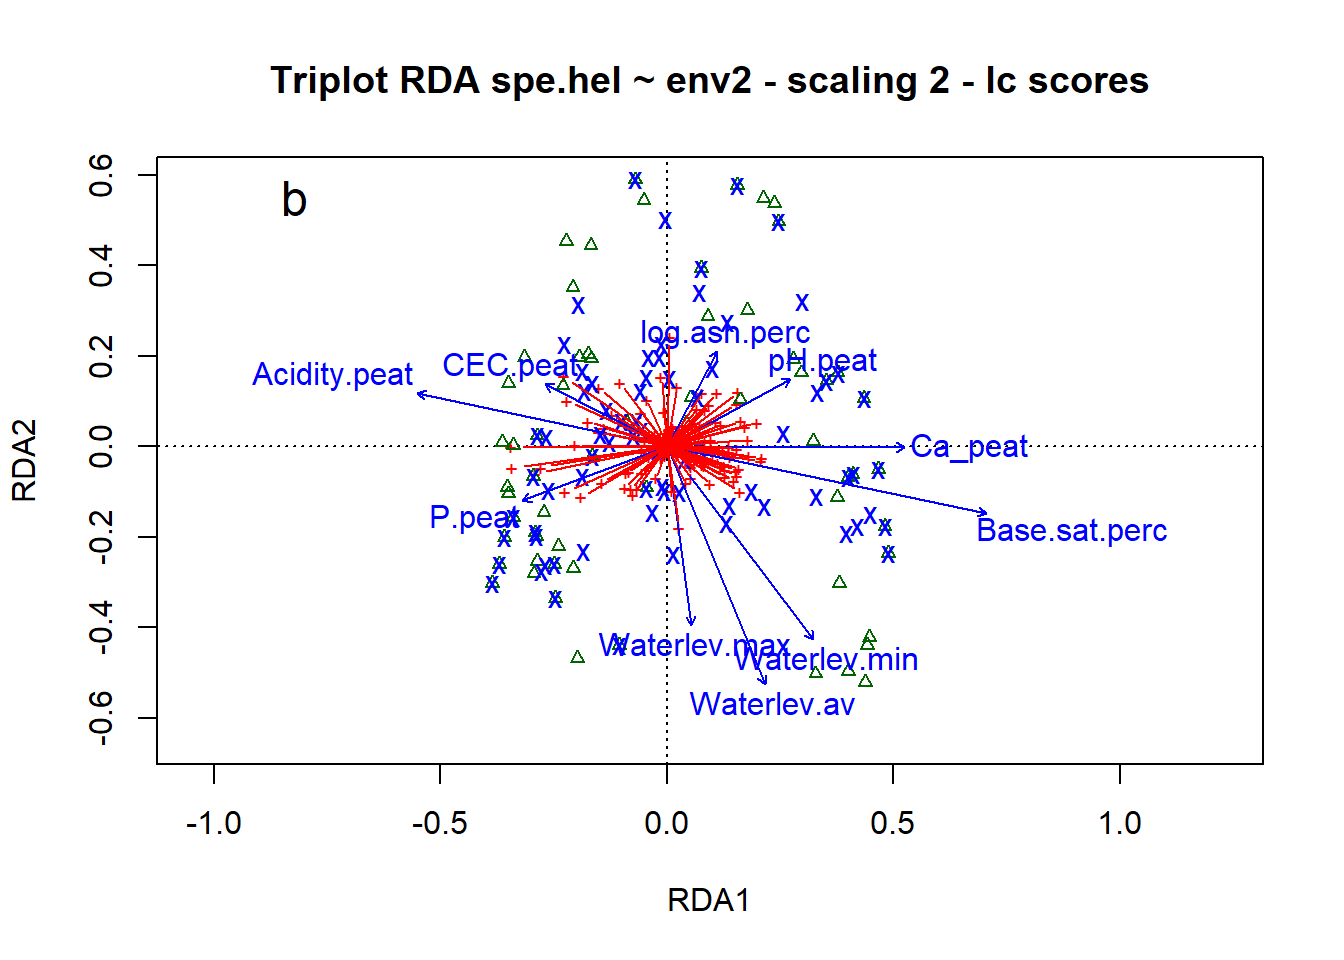 Triplot RDA spe.hel ~ env2 - scaling 2 - lc scores
b
0.6
0.4
0.2
0.0
-0.2
-0.4
-0.6
RDA2
log.ash.perc
CEC.peat
pH.peat
Acidity.peat
Ca_peat
P.peat
Base.sat.perc
Waterlev.max
Waterlev.min
Waterlev.av
-1.0 -0.5 0.0 0.5 1.0
RDA1